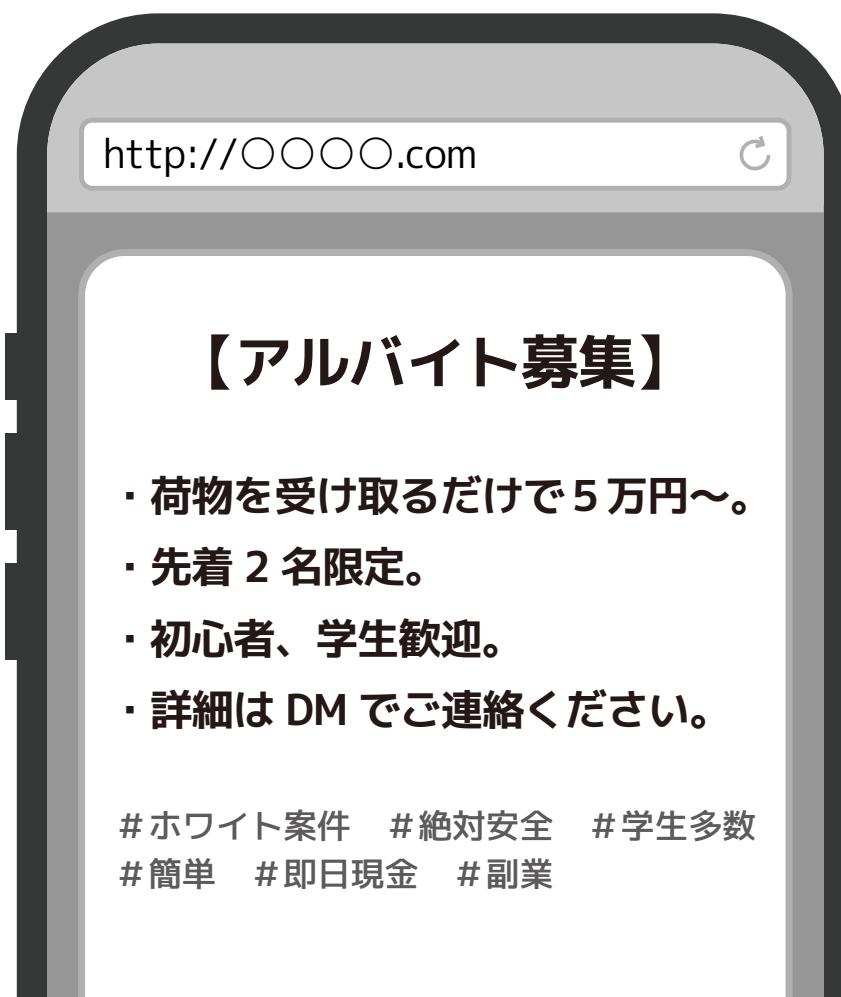 http://○○○○.com
【アルバイト募集】
・荷物を受け取るだけで5万円〜。
・先着2名限定。
・初心者、学生歓迎。
・詳細はDMでご連絡ください。
#ホワイト案件　#絶対安全　#学生多数
#簡単　#即日現金　#副業